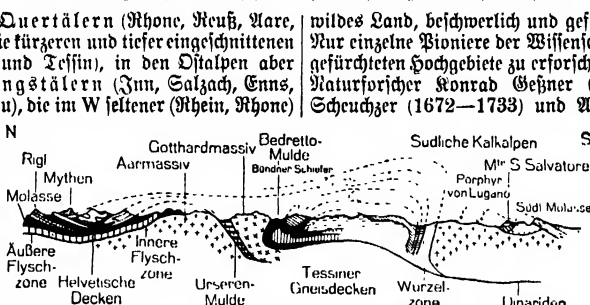 Quertälern (Rhone, Reuß, Aare,
ie kürzeren und tiefer eingeschnittenen
und Tessin), in den Ostalpen aber
ngstälern (Inn, Salzach, Enns,
u), die im W seltener (Rhein, Rhone)
wildes Land, beschwerlich und gef
Nur einzelne Pioniere der Wissensc
gefürchteten Hochgebiete zu erforsch
Naturforscher Konrad Geßner (
Scheuchzer (1672—1733) und A
N
S
Rigi
Mythen
Molasse
Aarmassiv
Gotthardmassiv
Bedretto-
Mulde
Bündner Schiefer
Südliche Kalkalpen
Mte S Salvatore
Porphyr
von Lugano
Südl Molasse
Äußere
Flysch-
zone
Helvetische
Decken
Innere
Flysch-
zone
Urseren-
Mulde
Tessiner
Gneisdecken
Wurzel-
zone
Dinariden